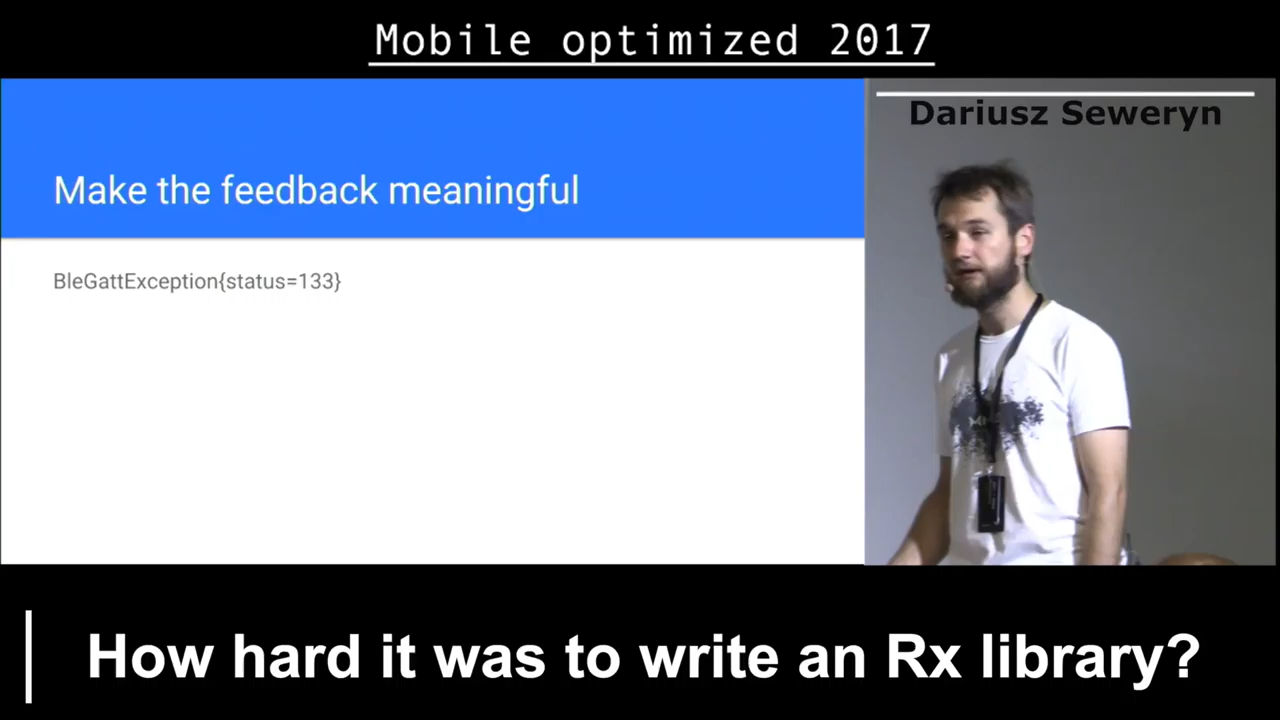 Mobile optimized 2017
Make the feedback meaningful
BleGattException{status=133}
Dariusz Seweryn
How hard it was to write an Rx library?